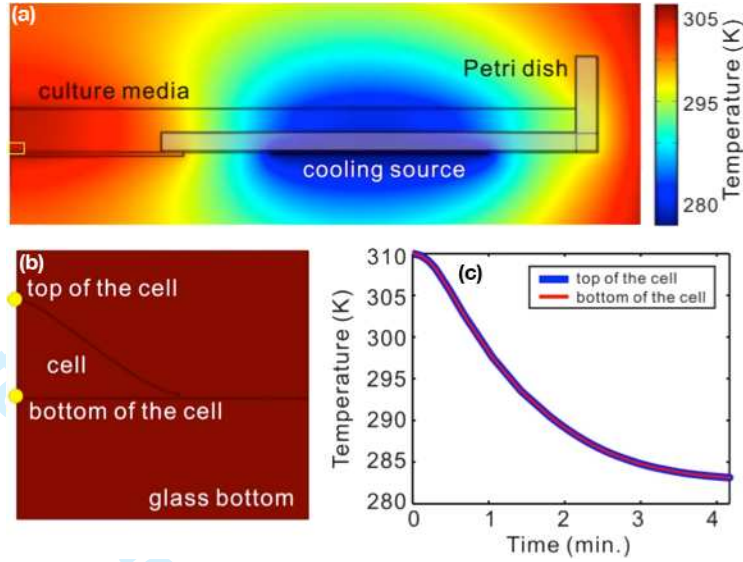 (a)
culture media
Petri dish
cooling source
305
295
280
Temperature (K)
(b)
top of the cell
cell
bottom of the cell
glass bottom
(c)
top of the cell
bottom of the cell
310
305
300
295
290
285
280
Temperature (K)
0
1
2
3
4
Time (min.)